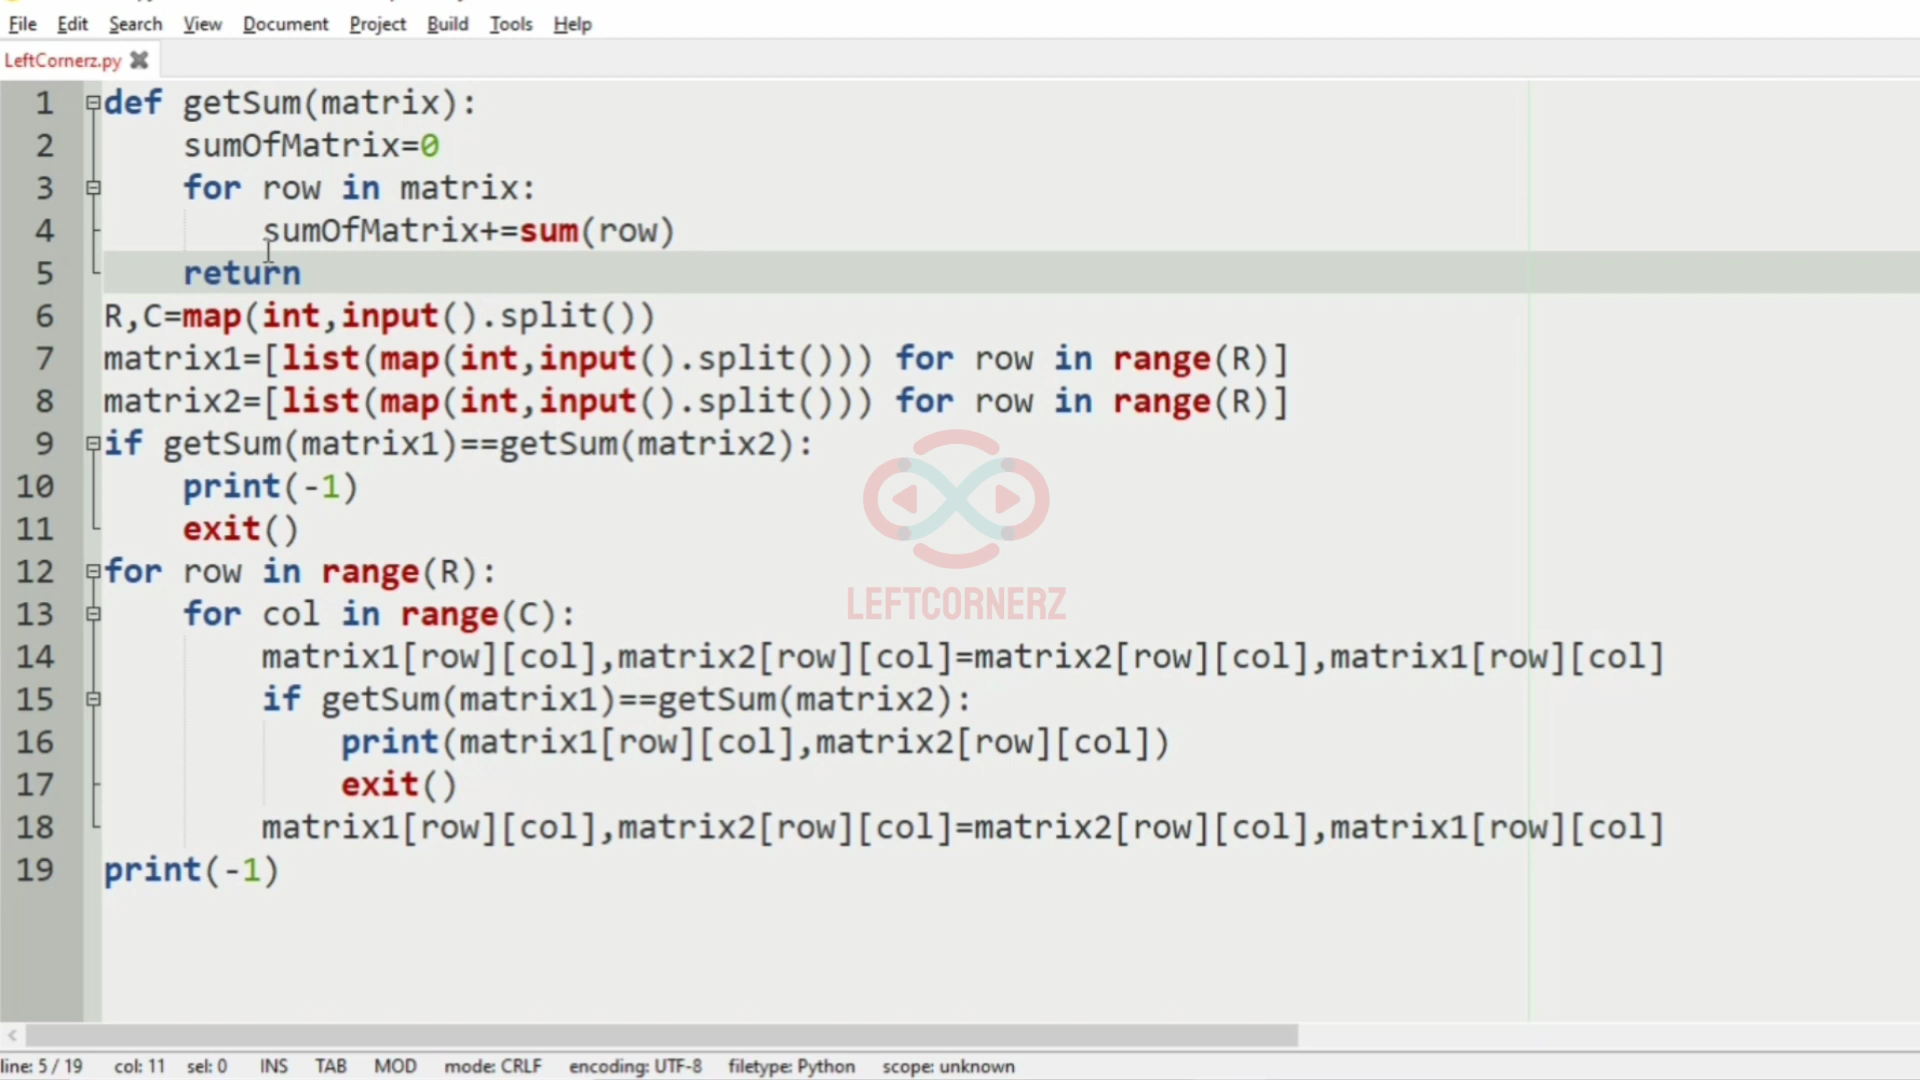 File Edit Search View Document Project Build Tools Help
LeftCornerz.py
1 def getSum(matrix):
2 sumOfMatrix=0
3 for row in matrix:
4 sumOfMatrix+=sum(row)
5 return
6 R,C=map(int,input().split())
7 matrix1=[list(map(int,input().split())) for row in range(R)]
8 matrix2=[list(map(int,input().split())) for row in range(R)]
9 if getSum(matrix1)==getSum(matrix2):
10 print(-1)
11 exit()
12 for row in range(R):
13 for col in range(C):
14 matrix1[row][col],matrix2[row][col]=matrix2[row][col],matrix1[row][col]
15 if getSum(matrix1)==getSum(matrix2):
16 print(matrix1[row][col],matrix2[row][col])
17 exit()
18 matrix1[row][col],matrix2[row][col]=matrix2[row][col],matrix1[row][col]
19 print(-1)
LEFTCORNERZ
line: 5 / 19 col: 11 sel: 0 INS TAB MOD mode: CRLF encoding: UTF-8 filetype: Python scope: unknown